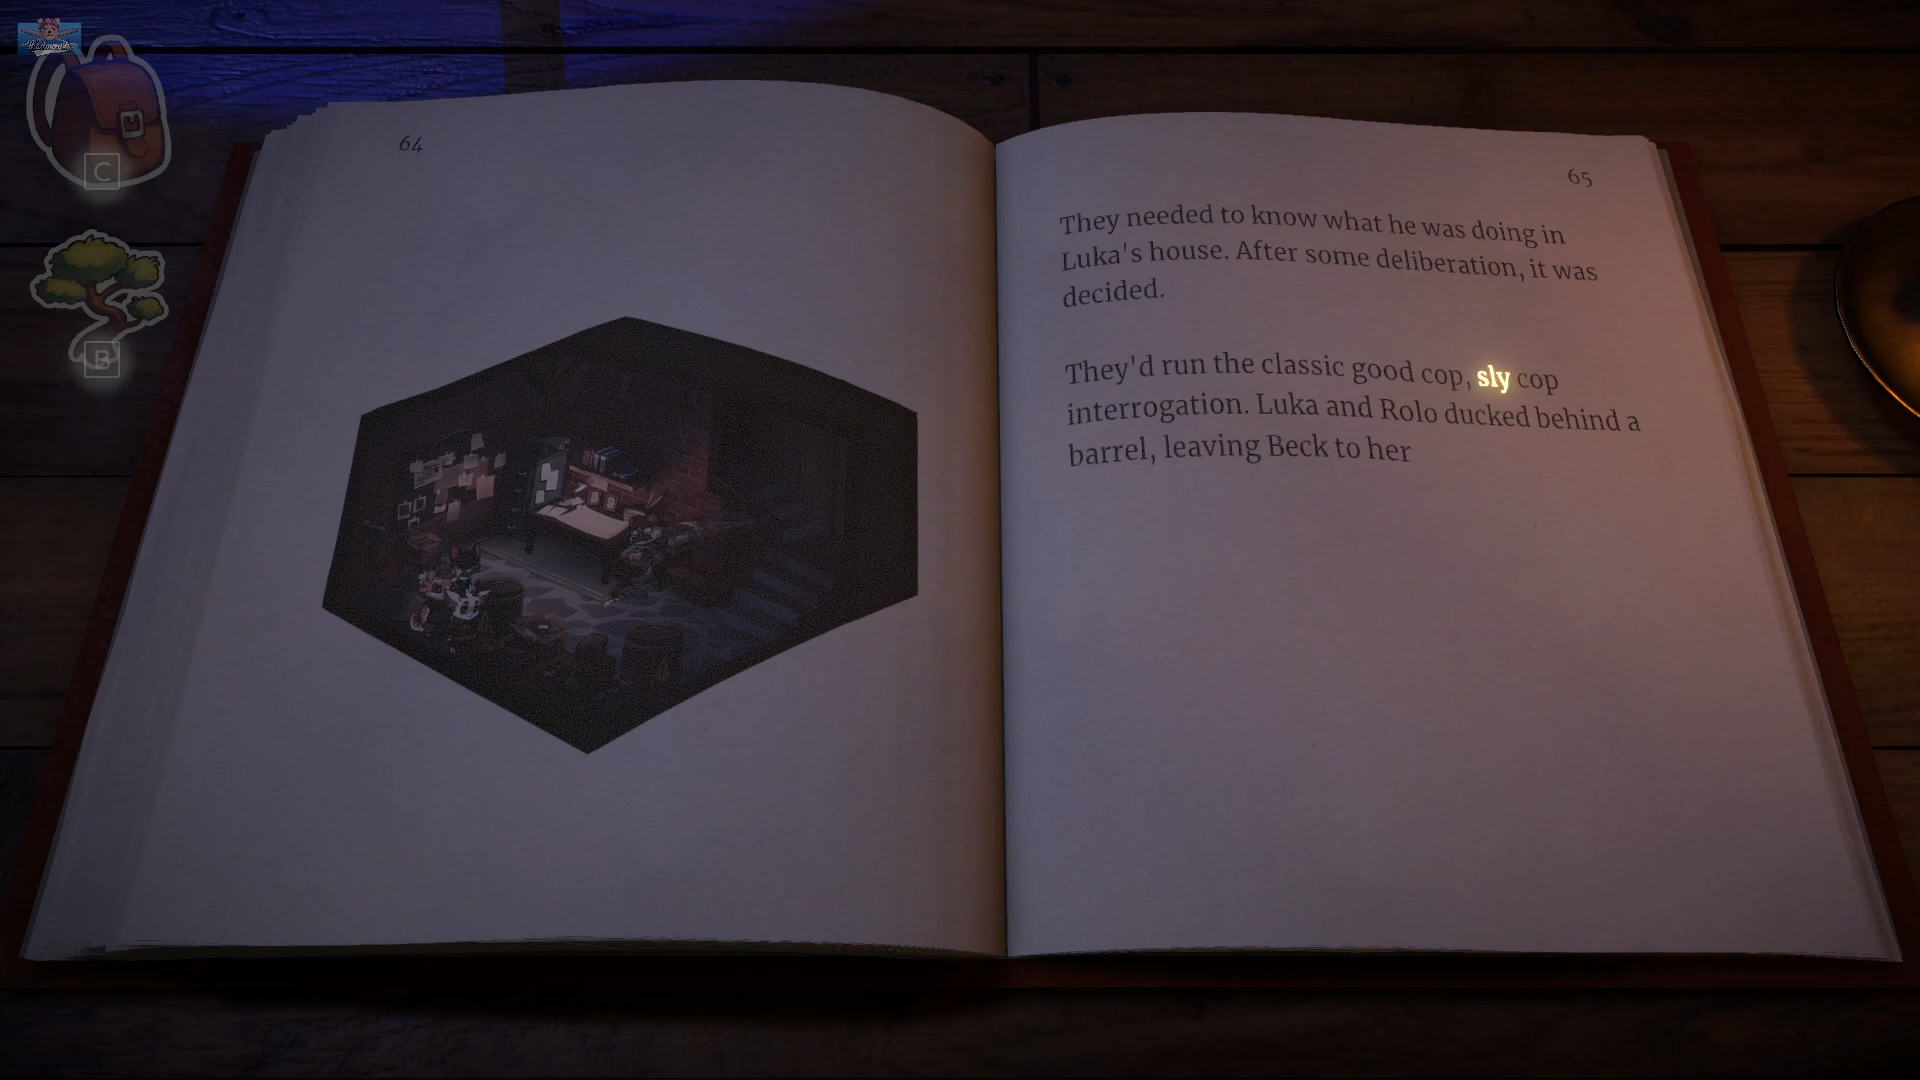 C
B
64
65
They needed to know what he was doing in
Luka's house. After some deliberation, it was
decided.
They'd run the classic good cop, sly cop
interrogation. Luka and Rolo ducked behind a
barrel, leaving Beck to her